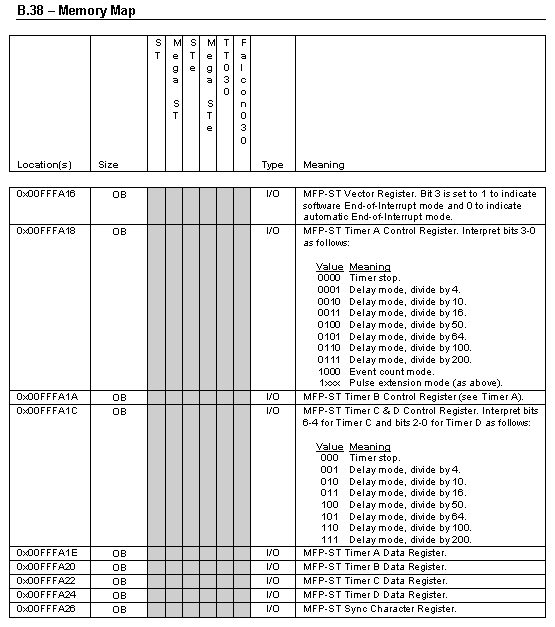 B.38 – Memory Map
Location(s) Size ST Mega ST STe Mega STe TT030 Falcon030 Type Meaning
0x00FFFA16 OB I/O MFP-ST Vector Register. Bit 3 is set to 1 to indicate
software End-of-Interrupt mode and 0 to indicate
automatic End-of-Interrupt mode.
0x00FFFA18 OB I/O MFP-ST Timer A Control Register. Interpret bits 3-0
as follows:
Value Meaning
0000 Timer stop.
0001 Delay mode, divide by 4.
0010 Delay mode, divide by 10.
0011 Delay mode, divide by 16.
0100 Delay mode, divide by 50.
0101 Delay mode, divide by 64.
0110 Delay mode, divide by 100.
0111 Delay mode, divide by 200.
1000 Event count mode.
1xxx Pulse extension mode (as above).
0x00FFFA1A OB I/O MFP-ST Timer B Control Register (see Timer A).
0x00FFFA1C OB I/O MFP-ST Timer C & D Control Register. Interpret bits
6-4 for Timer C and bits 2-0 for Timer D as follows:
Value Meaning
000 Timer stop.
001 Delay mode, divide by 4.
010 Delay mode, divide by 10.
011 Delay mode, divide by 16.
100 Delay mode, divide by 50.
101 Delay mode, divide by 64.
110 Delay mode, divide by 100.
111 Delay mode, divide by 200.
0x00FFFA1E OB I/O MFP-ST Timer A Data Register.
0x00FFFA20 OB I/O MFP-ST Timer B Data Register.
0x00FFFA22 OB I/O MFP-ST Timer C Data Register.
0x00FFFA24 OB I/O MFP-ST Timer D Data Register.
0x00FFFA26 OB I/O MFP-ST Sync Character Register.